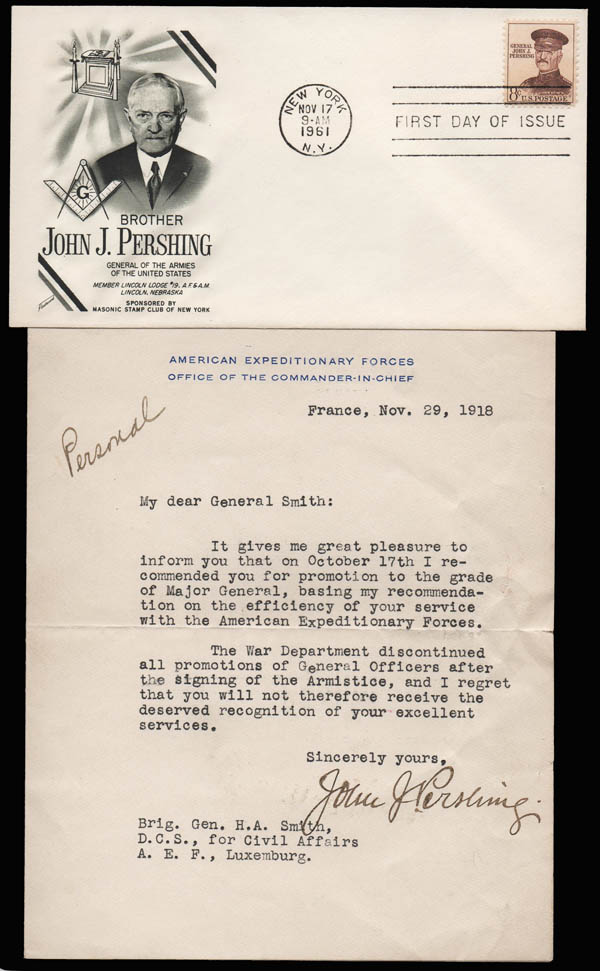 BROTHER
JOHN J. PERSHING
GENERAL OF THE ARMIES
OF THE UNITED STATES
MEMBER LINCOLN LODGE #19, A.F.&A.M.
LINCOLN, NEBRASKA
SPONSORED BY
MASONIC STAMP CLUB OF NEW YORK
G
NEW YORK
NOV 17
9-AM
1961
N.Y.
FIRST DAY OF ISSUE
GENERAL
JOHN J.
PERSHING
8c U.S. POSTAGE
AMERICAN EXPEDITIONARY FORCES
OFFICE OF THE COMMANDER-IN-CHIEF
France, Nov. 29, 1918
Personal
My dear General Smith:
It gives me great pleasure to
inform you that on October 17th I re-
commended you for promotion to the grade
of Major General, basing my recommenda-
tion on the efficiency of your service
with the American Expeditionary Forces.
The War Department discontinued
all promotions of General Officers after
the signing of the Armistice, and I regret
that you will not therefore receive the
deserved recognition of your excellent
services.
Sincerely yours,
John J. Pershing.
Brig. Gen. H.A. Smith,
D.C.S., for Civil Affairs
A. E. F., Luxemburg.